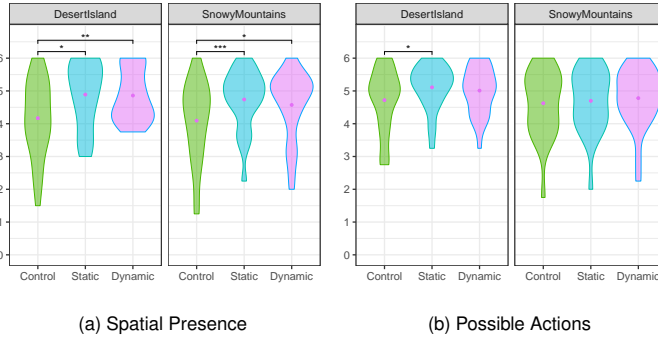 DesertIsland SnowyMountains DesertIsland SnowyMountains
** *
* *** *
6 6
5 5
4 4
3 3
2 2
1 1
0 0
Control Static Dynamic Control Static Dynamic Control Static Dynamic Control Static Dynamic
(a) Spatial Presence (b) Possible Actions